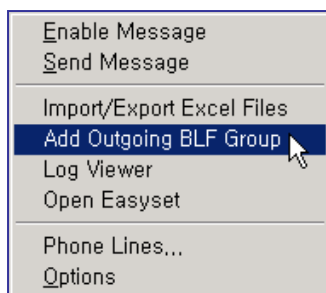 Enable Message
Send Message
Import/Export Excel Files
Add Outgoing BLF Group
Log Viewer
Open Easyset
Phone Lines,,,
Options